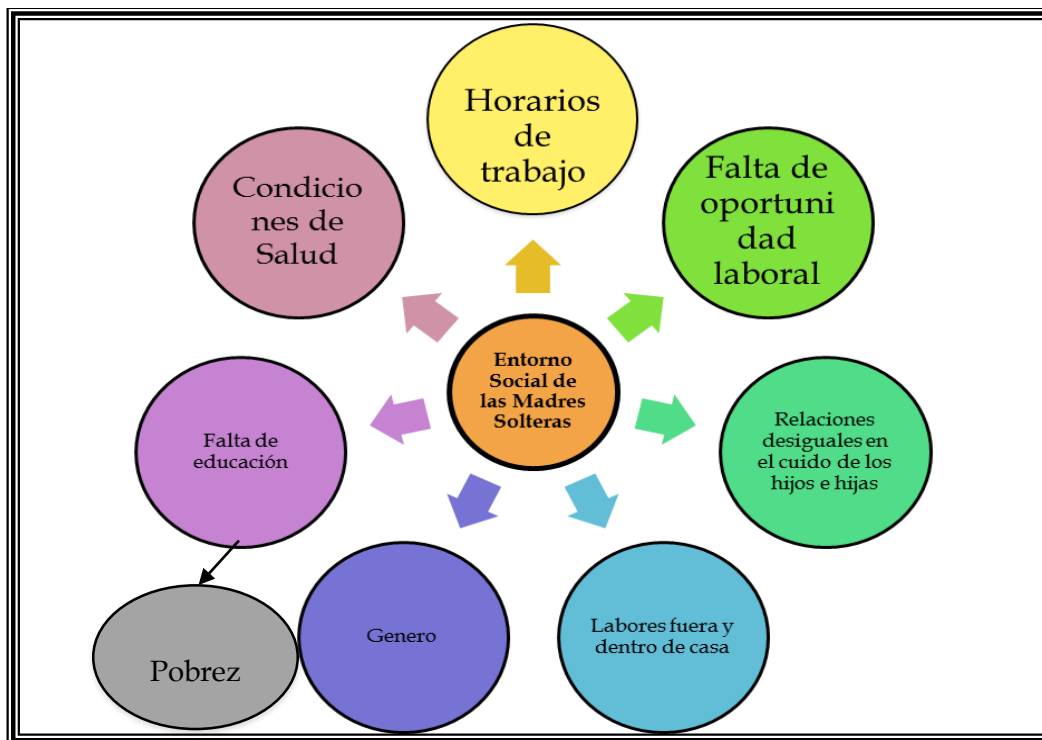 Horarios
de
trabajo
Condicio
nes de
Salud
Falta de
oportuni
dad
laboral
Entorno
Social de
las Madres
Solteras
Falta de
educación
Relaciones
desiguales en
el cuido de los
hijos e hijas
Genero
Labores fuera y
dentro de casa
Pobrez